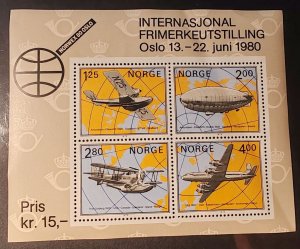 NORWEX 80 OSLO
INTERNASJONAL
FRIMERKEUTSTILLING
Oslo 13.–22. juni 1980
1.25 NORGE
NORGE 2.00
2.80 NORGE
NORGE 4.00
Pris
kr. 15,–